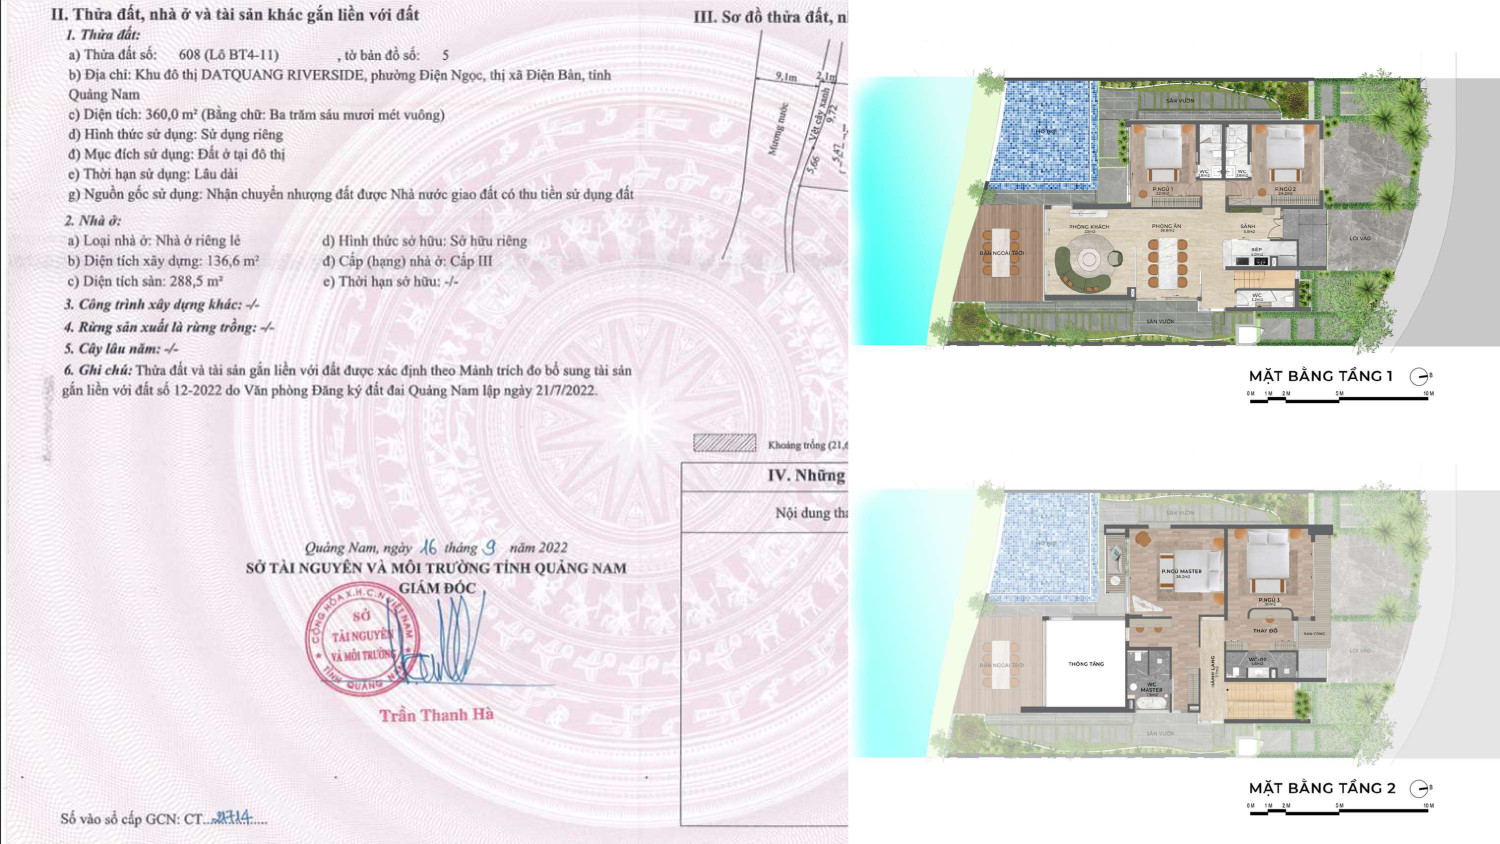 II. Thửa đất, nhà ở và tài sản khác gắn liền với đất
1. Thửa đất:
a) Thửa đất số: 608 (Lô BT4-11) , tờ bản đồ số: 5
b) Địa chỉ: Khu đô thị DATQUANG RIVERSIDE, phường Điện Ngọc, thị xã Điện Bàn, tỉnh
Quảng Nam
c) Diện tích: 360,0 m² (Bằng chữ: Ba trăm sáu mươi mét vuông)
d) Hình thức sử dụng: Sử dụng riêng
đ) Mục đích sử dụng: Đất ở tại đô thị
e) Thời hạn sử dụng: Lâu dài
g) Nguồn gốc sử dụng: Nhận chuyển nhượng đất được Nhà nước giao đất có thu tiền sử dụng đất
2. Nhà ở:
a) Loại nhà ở: Nhà ở riêng lẻ
d) Hình thức sở hữu: Sở hữu riêng
b) Diện tích xây dựng: 136,6 m²
đ) Cấp (hạng) nhà ở: Cấp III
c) Diện tích sàn: 288,5 m²
e) Thời hạn sở hữu: -/-
3. Công trình xây dựng khác: -/-
4. Rừng sản xuất là rừng trồng: -/-
5. Cây lâu năm: -/-
6. Ghi chú: Thửa đất và tài sản gắn liền với đất được xác định theo Mảnh trích đo bổ sung tài sản
gắn liền với đất số 12-2022 do Văn phòng Đăng ký đất đai Quảng Nam lập ngày 21/7/2022.
Quảng Nam, ngày 16 tháng 9 năm 2022
SỞ TÀI NGUYÊN VÀ MÔI TRƯỜNG TỈNH QUẢNG NAM
GIÁM ĐỐC
CỘNG HÒA X.H.C.N VIỆT NAM
SỞ
TÀI NGUYÊN
VÀ MÔI TRƯỜNG
TỈNH QUẢNG
Trần Thanh Hà
Số vào sổ cấp GCN: CT
III. Sơ đồ thửa đất, n
9,1m
2,1m
Mương nước
Vệt cây xanh
9,72
5,66
5,47
Khoảng trống (21,6
IV. Những
Nội dung tha
SÂN VƯỜN
HỒ BƠI
P.NGỦ 1
WC
WC
P.NGỦ 2
PHÒNG KHÁCH
PHÒNG ĂN
SẢNH
LỐI VÀO
BÀN NGOÀI TRỜI
BẾP
WC
SÂN VƯỜN
MẶT BẰNG TẦNG 1
B
0 M 1 M 2 M 5 M 10 M
SÂN VƯỜN
HỒ BƠI
P.NGỦ MASTER
P.NGỦ 3
THAY ĐỒ
BAN CÔNG
LỐI VÀO
BÀN NGOÀI TRỜI
THÔNG TẦNG
HÀNH LANG
WC
MASTER
SÂN VƯỜN
MẶT BẰNG TẦNG 2
B
0 M 1 M 2 M 5 M 10 M